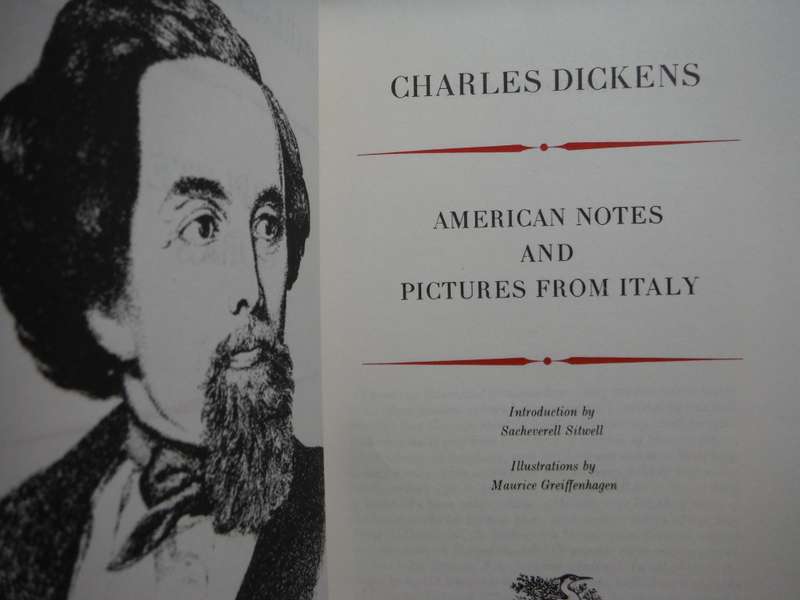 CHARLES DICKENS
AMERICAN NOTES
AND
PICTURES FROM ITALY
Introduction by
Sacheverell Sitwell
Illustrations by
Maurice Greiffenhagen